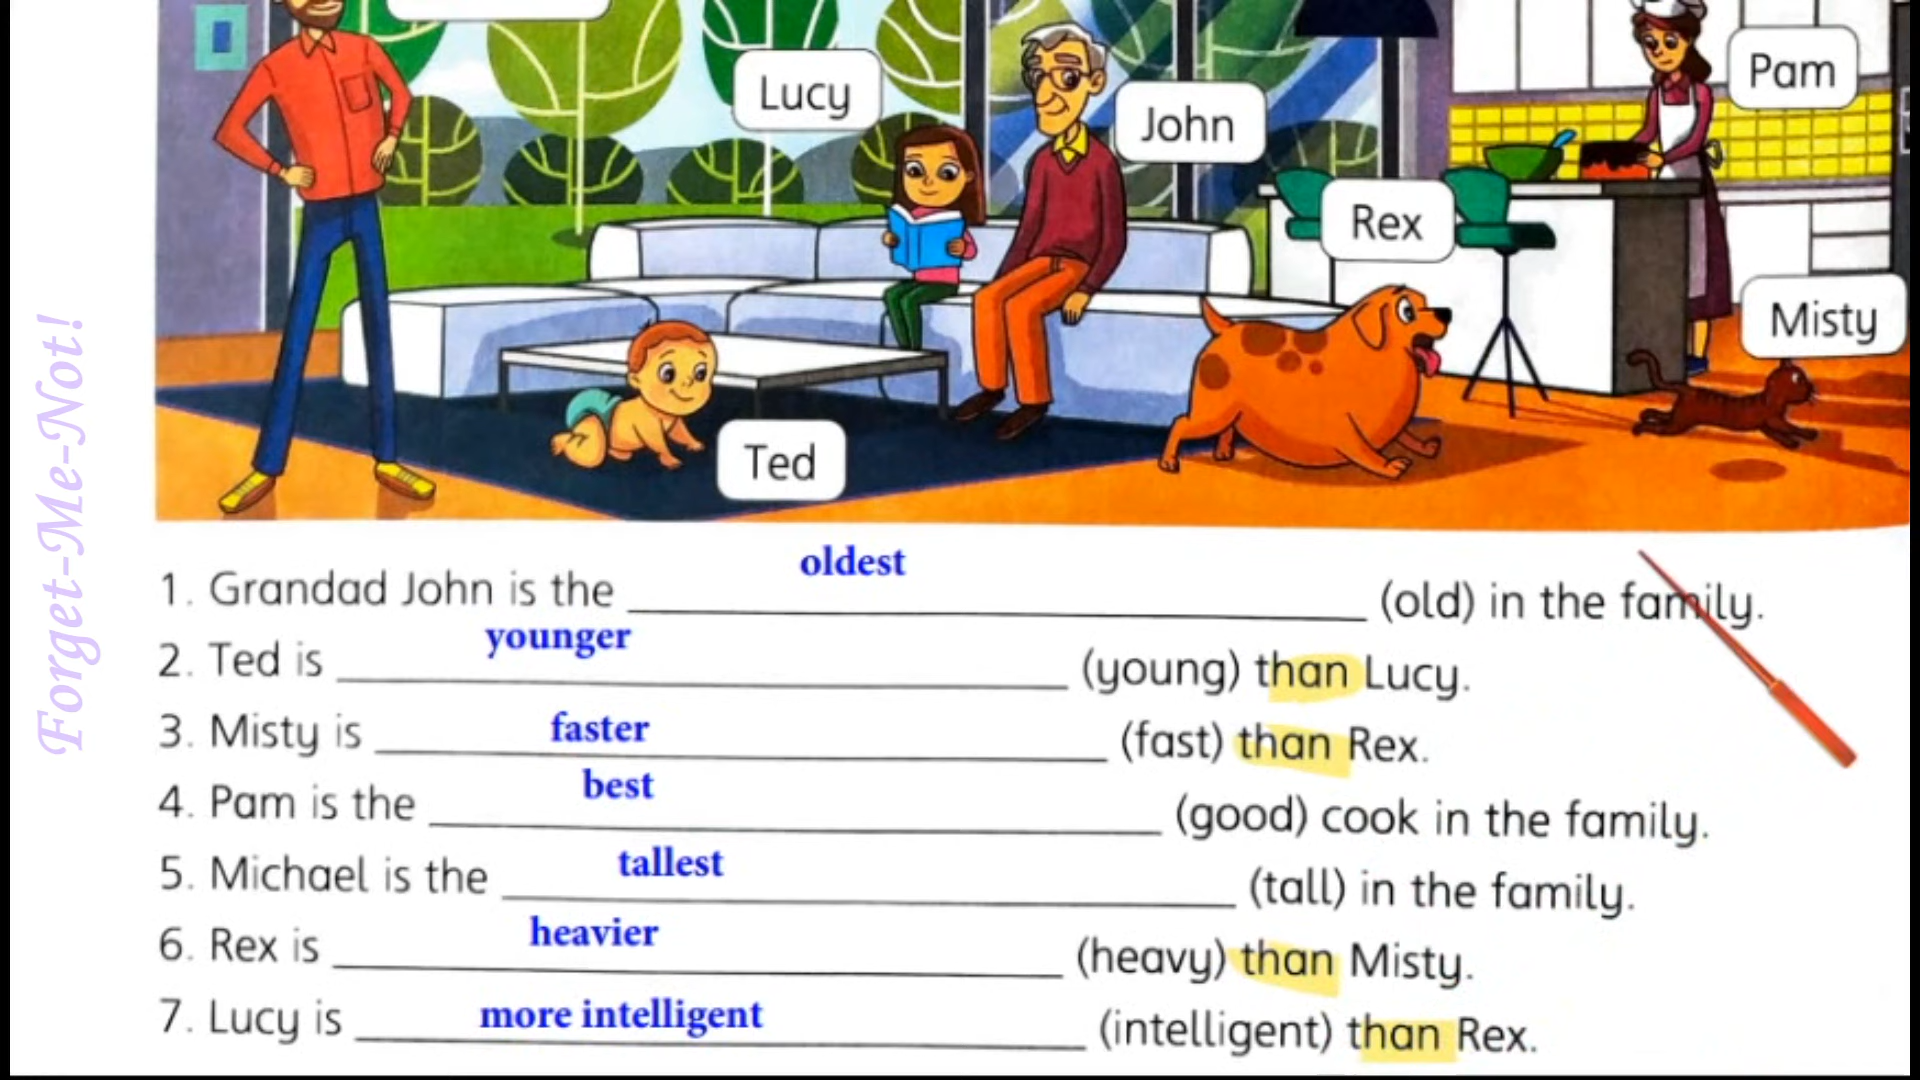 Lucy
John
Pam
Rex
Misty
Ted
Forget-Me-Not!
1. Grandad John is the oldest (old) in the family.
2. Ted is younger (young) than Lucy.
3. Misty is faster (fast) than Rex.
4. Pam is the best (good) cook in the family.
5. Michael is the tallest (tall) in the family.
6. Rex is heavier (heavy) than Misty.
7. Lucy is more intelligent (intelligent) than Rex.